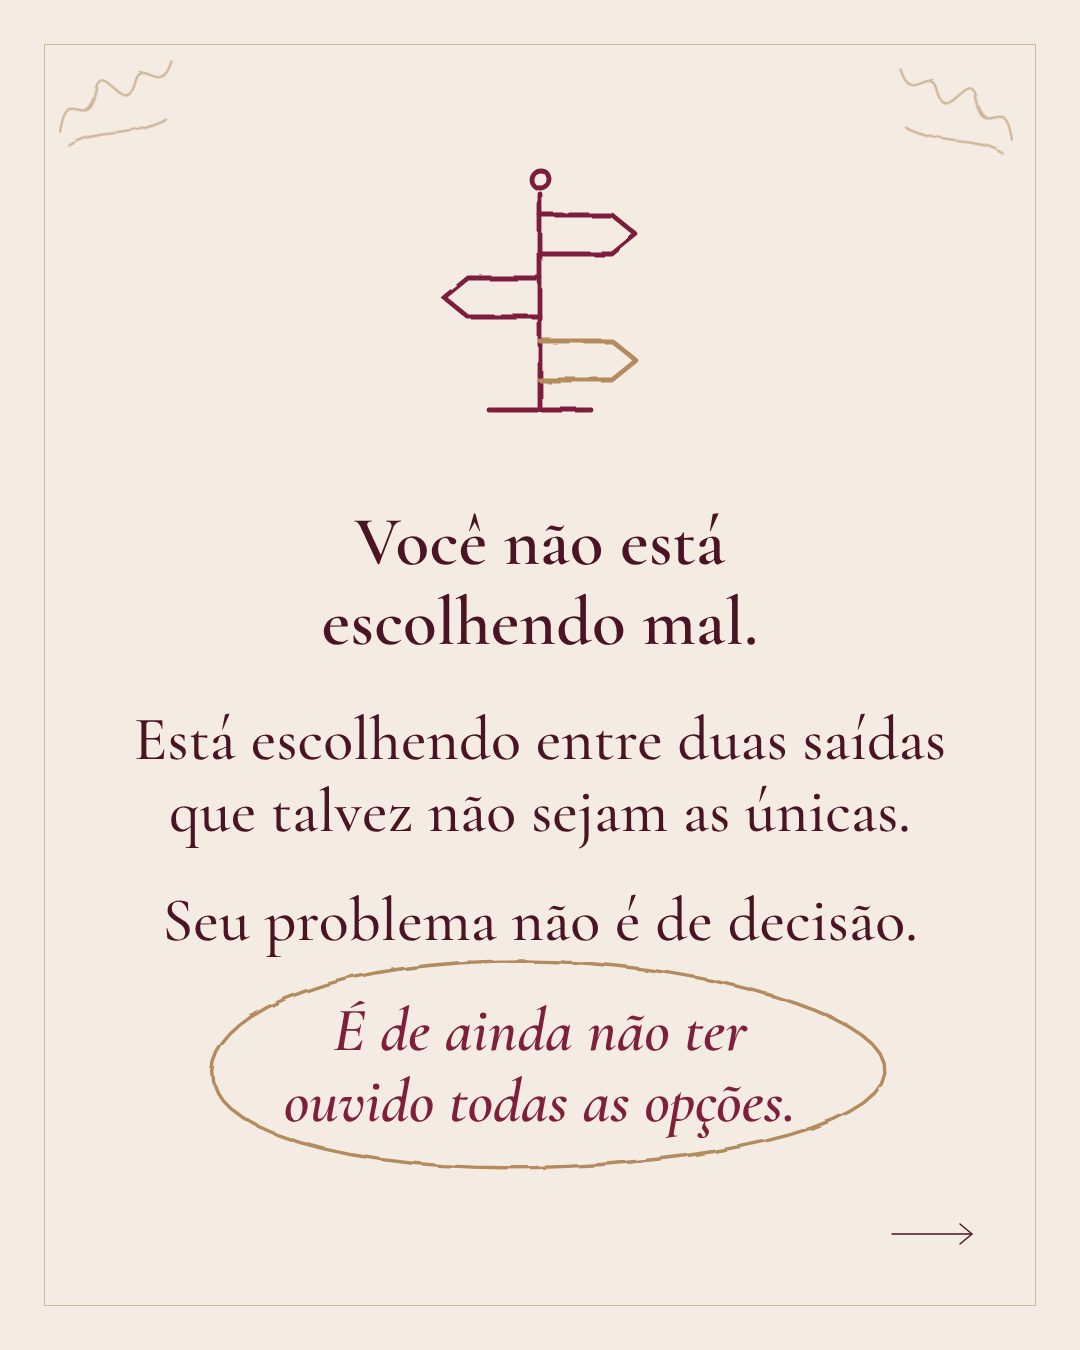 Você não está
escolhendo mal.
Está escolhendo entre duas saídas
que talvez não sejam as únicas.
Seu problema não é de decisão.
É de ainda não ter
ouvido todas as opções.